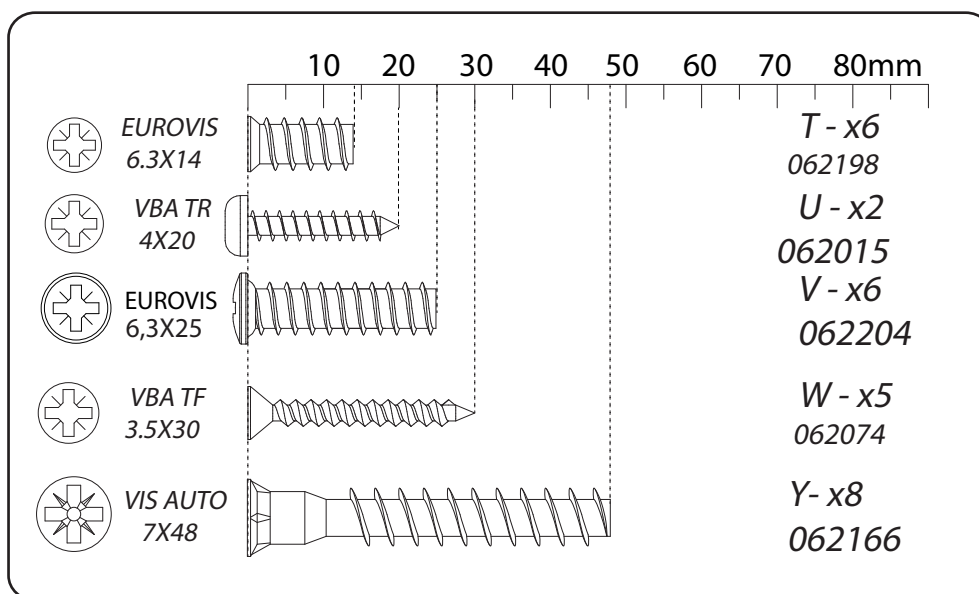 10 20 30 40 50 60 70 80mm
EUROVIS
6.3X14
T - x6
062198
VBA TR
4X20
U - x2
062015
EUROVIS
6,3X25
V - x6
062204
VBA TF
3.5X30
W - x5
062074
VIS AUTO
7X48
Y- x8
062166